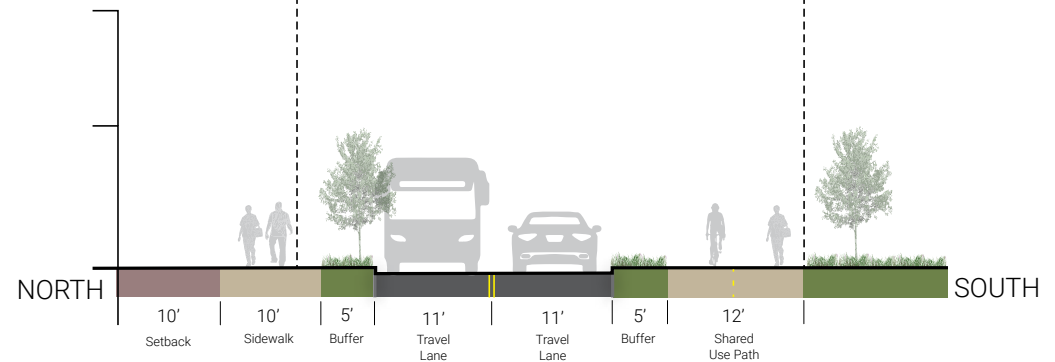 NORTH
SOUTH
10’
10’
5’
11’
11’
5’
12’
Setback
Sidewalk
Buffer
Travel
Lane
Travel
Lane
Buffer
Shared
Use Path